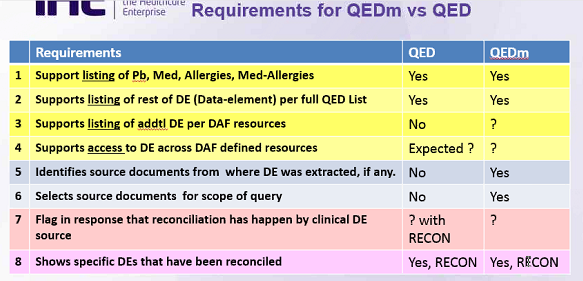 the Healthcare
Enterprise
Requirements for QEDm vs QED
Requirements QED QEDm
1 Support listing of Pb, Med, Allergies, Med-Allergies Yes Yes
2 Supports listing of rest of DE (Data-element) per full QED List Yes Yes
3 Supports listing of addtl DE per DAF resources No ?
4 Supports access to DE across DAF defined resources Expected ? ?
5 Identifies source documents from where DE was extracted, if any. No Yes
6 Selects source documents for scope of query No Yes
7 Flag in response that reconciliation has happen by clinical DE ? with ?
source RECON
8 Shows specific DEs that have been reconciled Yes, RECON Yes, RECON